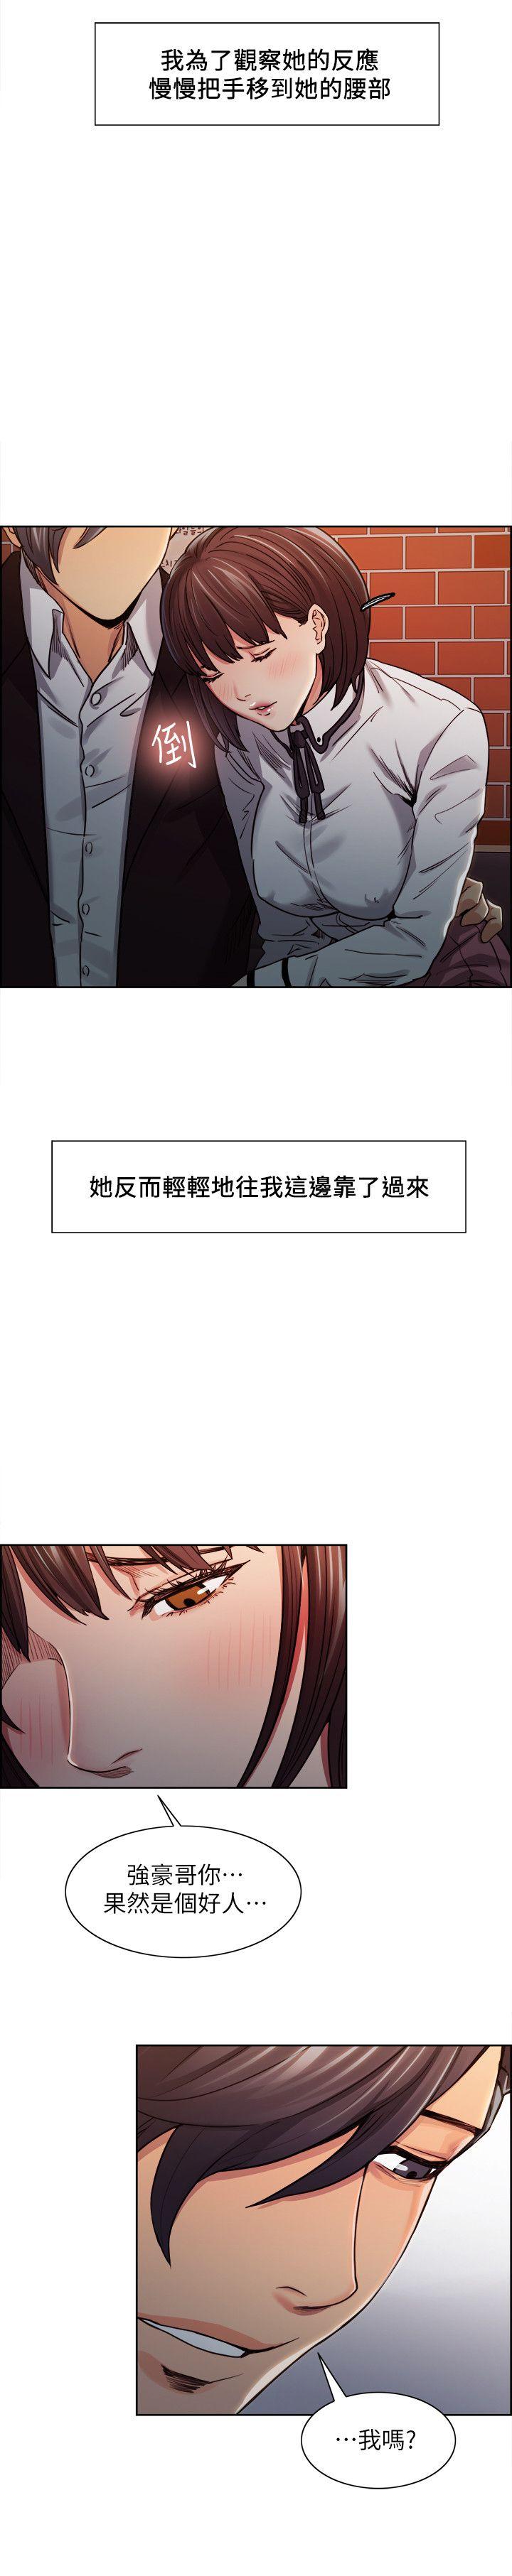 我為了觀察她的反應
慢慢把手移到她的腰部
倒
她反而輕輕地往我這邊靠了過來
強豪哥你⋯
果然是個好人⋯
⋯我嗎?